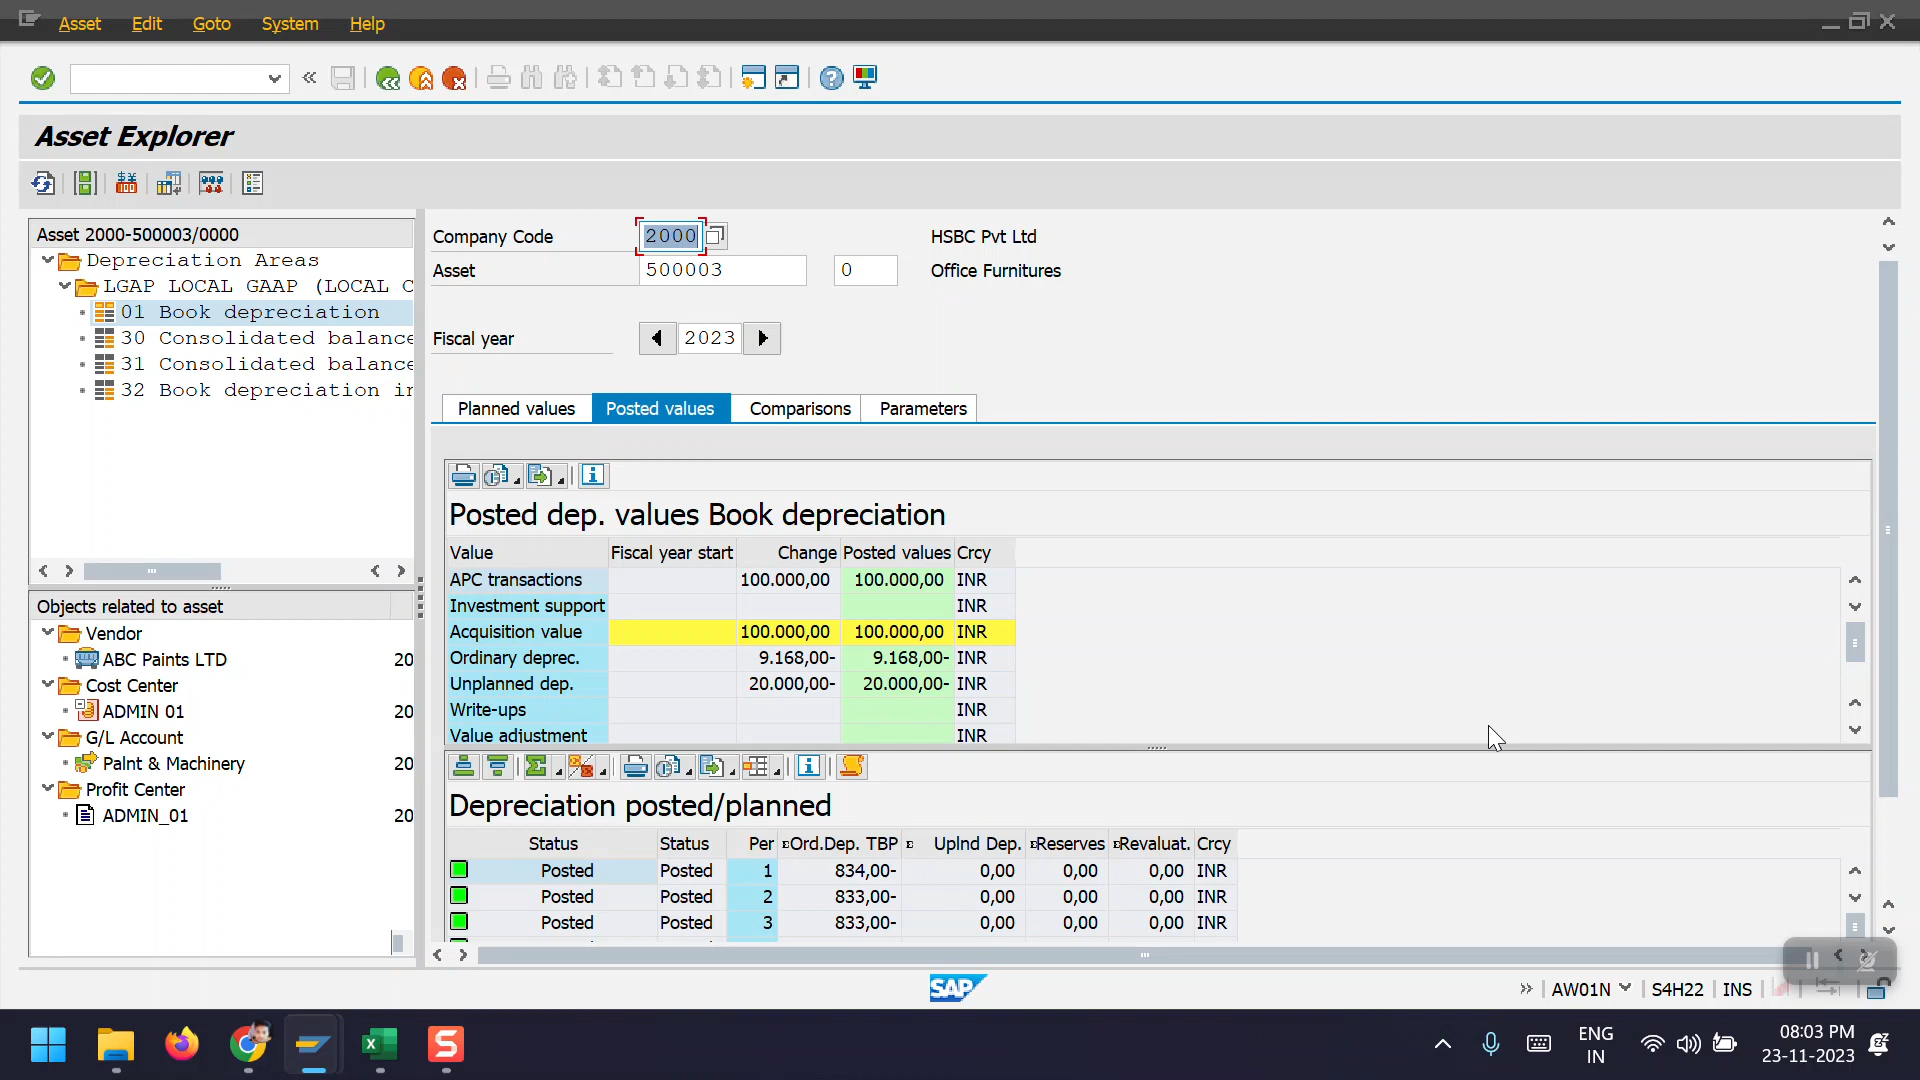 Asset Edit Goto System Help
Asset Explorer
Asset 2000-500003/0000
Depreciation Areas
LGAP LOCAL GAAP (LOCAL C
01 Book depreciation
30 Consolidated balance
31 Consolidated balance
32 Book depreciation in
Objects related to asset
Vendor
ABC Paints LTD 20
Cost Center
ADMIN 01 20
G/L Account
Palnt & Machinery 20
Profit Center
ADMIN_01 20
Company Code 2000 HSBC Pvt Ltd
Asset 500003 0 Office Furnitures
Fiscal year 2023
Planned values Posted values Comparisons Parameters
Posted dep. values Book depreciation
Value Fiscal year start Change Posted values Crcy
APC transactions 100.000,00 100.000,00 INR
Investment support INR
Acquisition value 100.000,00 100.000,00 INR
Ordinary deprec. 9.168,00- 9.168,00- INR
Unplanned dep. 20.000,00- 20.000,00- INR
Write-ups INR
Value adjustment INR
Depreciation posted/planned
Status Status Per Ord.Dep. TBP Uplnd Dep. Reserves Revaluat. Crcy
Posted Posted 1 834,00- 0,00 0,00 0,00 INR
Posted Posted 2 833,00- 0,00 0,00 0,00 INR
Posted Posted 3 833,00- 0,00 0,00 0,00 INR
SAP
AW01N S4H22 INS
ENG
IN
08:03 PM
23-11-2023